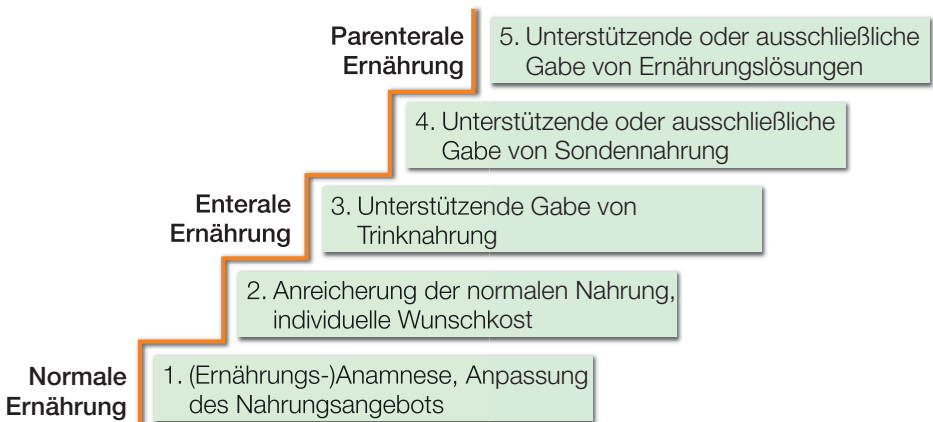 Parenterale
Ernährung
5. Unterstützende oder ausschließliche
Gabe von Ernährungslösungen
4. Unterstützende oder ausschließliche
Gabe von Sondennahrung
Enterale
Ernährung
3. Unterstützende Gabe von
Trinknahrung
2. Anreicherung der normalen Nahrung,
individuelle Wunschkost
Normale
Ernährung
1. (Ernährungs-)Anamnese, Anpassung
des Nahrungsangebots